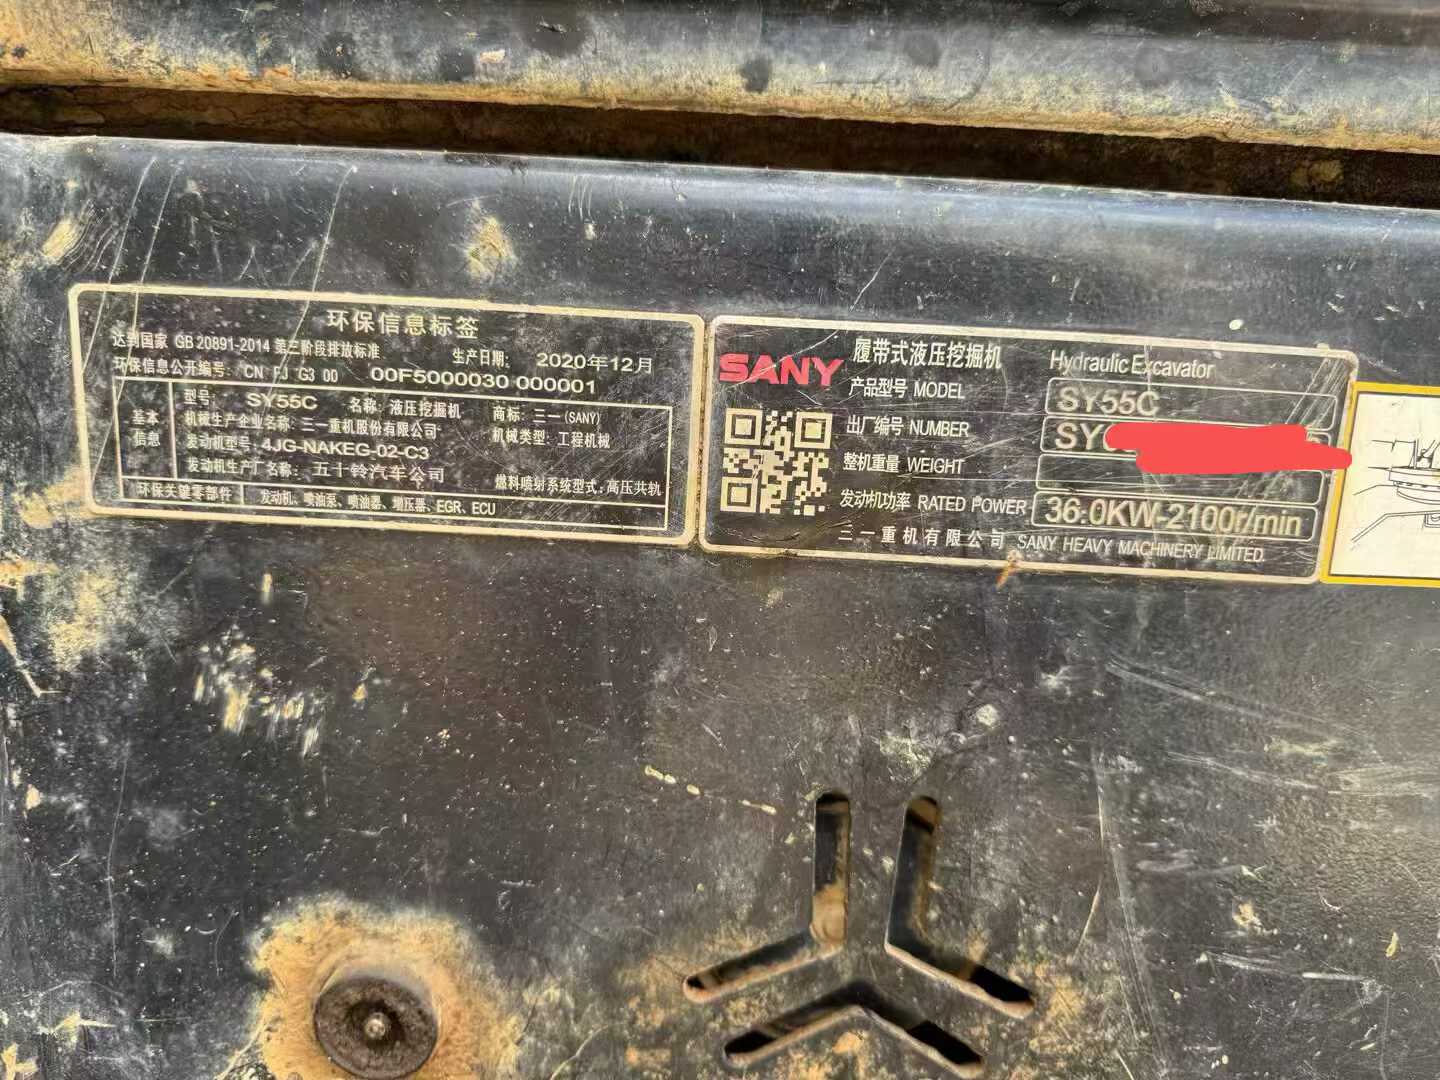 环保信息标签
达到国家 GB 20891-2014 第三阶段排放标准
生产日期: 2020年12月
环保信息公开编号: CN FJ G3 00 00F5000030 000001
基本信息
型号: SY55C 名称: 液压挖掘机 商标: 三一 (SANY)
机械生产企业名称: 三一重机股份有限公司 机械类型: 工程机械
发动机型号: 4JG-NAKEG-02-C3
发动机生产厂名称: 五十铃汽车公司 燃料喷射系统型式: 高压共轨
环保关键零部件 发动机、喷油泵、喷油器、增压器、EGR、ECU
SANY 履带式液压挖掘机 Hydraulic Excavator
产品型号 MODEL SY55C
出厂编号 NUMBER SY
整机重量 WEIGHT
发动机功率 RATED POWER 36.0KW-2100r/min
三一重机有限公司 SANY HEAVY MACHINERY LIMITED.